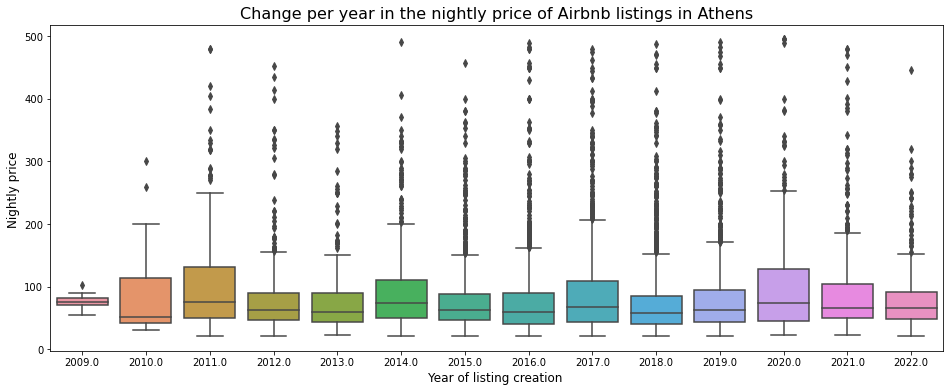 Change per year in the nightly price of Airbnb listings in Athens
500
400
300
200
100
0
Nightly price
2009.0 2010.0 2011.0 2012.0 2013.0 2014.0 2015.0 2016.0 2017.0 2018.0 2019.0 2020.0 2021.0 2022.0
Year of listing creation